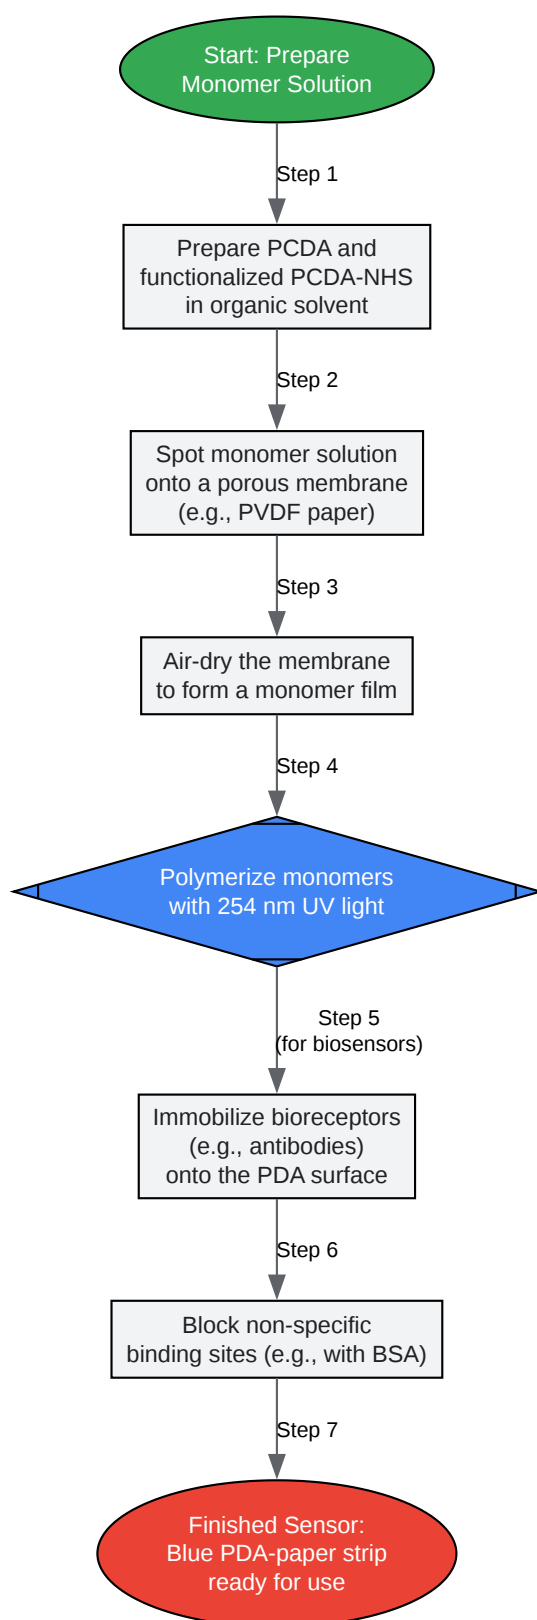 Start: Prepare
Monomer Solution
Step 1
Prepare PCDA and
functionalized PCDA-NHS
in organic solvent
Step 2
Spot monomer solution
onto a porous membrane
(e.g., PVDF paper)
Step 3
Air-dry the membrane
to form a monomer film
Step 4
Polymerize monomers
with 254 nm UV light
Step 5
(for biosensors)
Immobilize bioreceptors
(e.g., antibodies)
onto the PDA surface
Step 6
Block non-specific
binding sites (e.g., with BSA)
Step 7
Finished Sensor:
Blue PDA-paper strip
ready for use